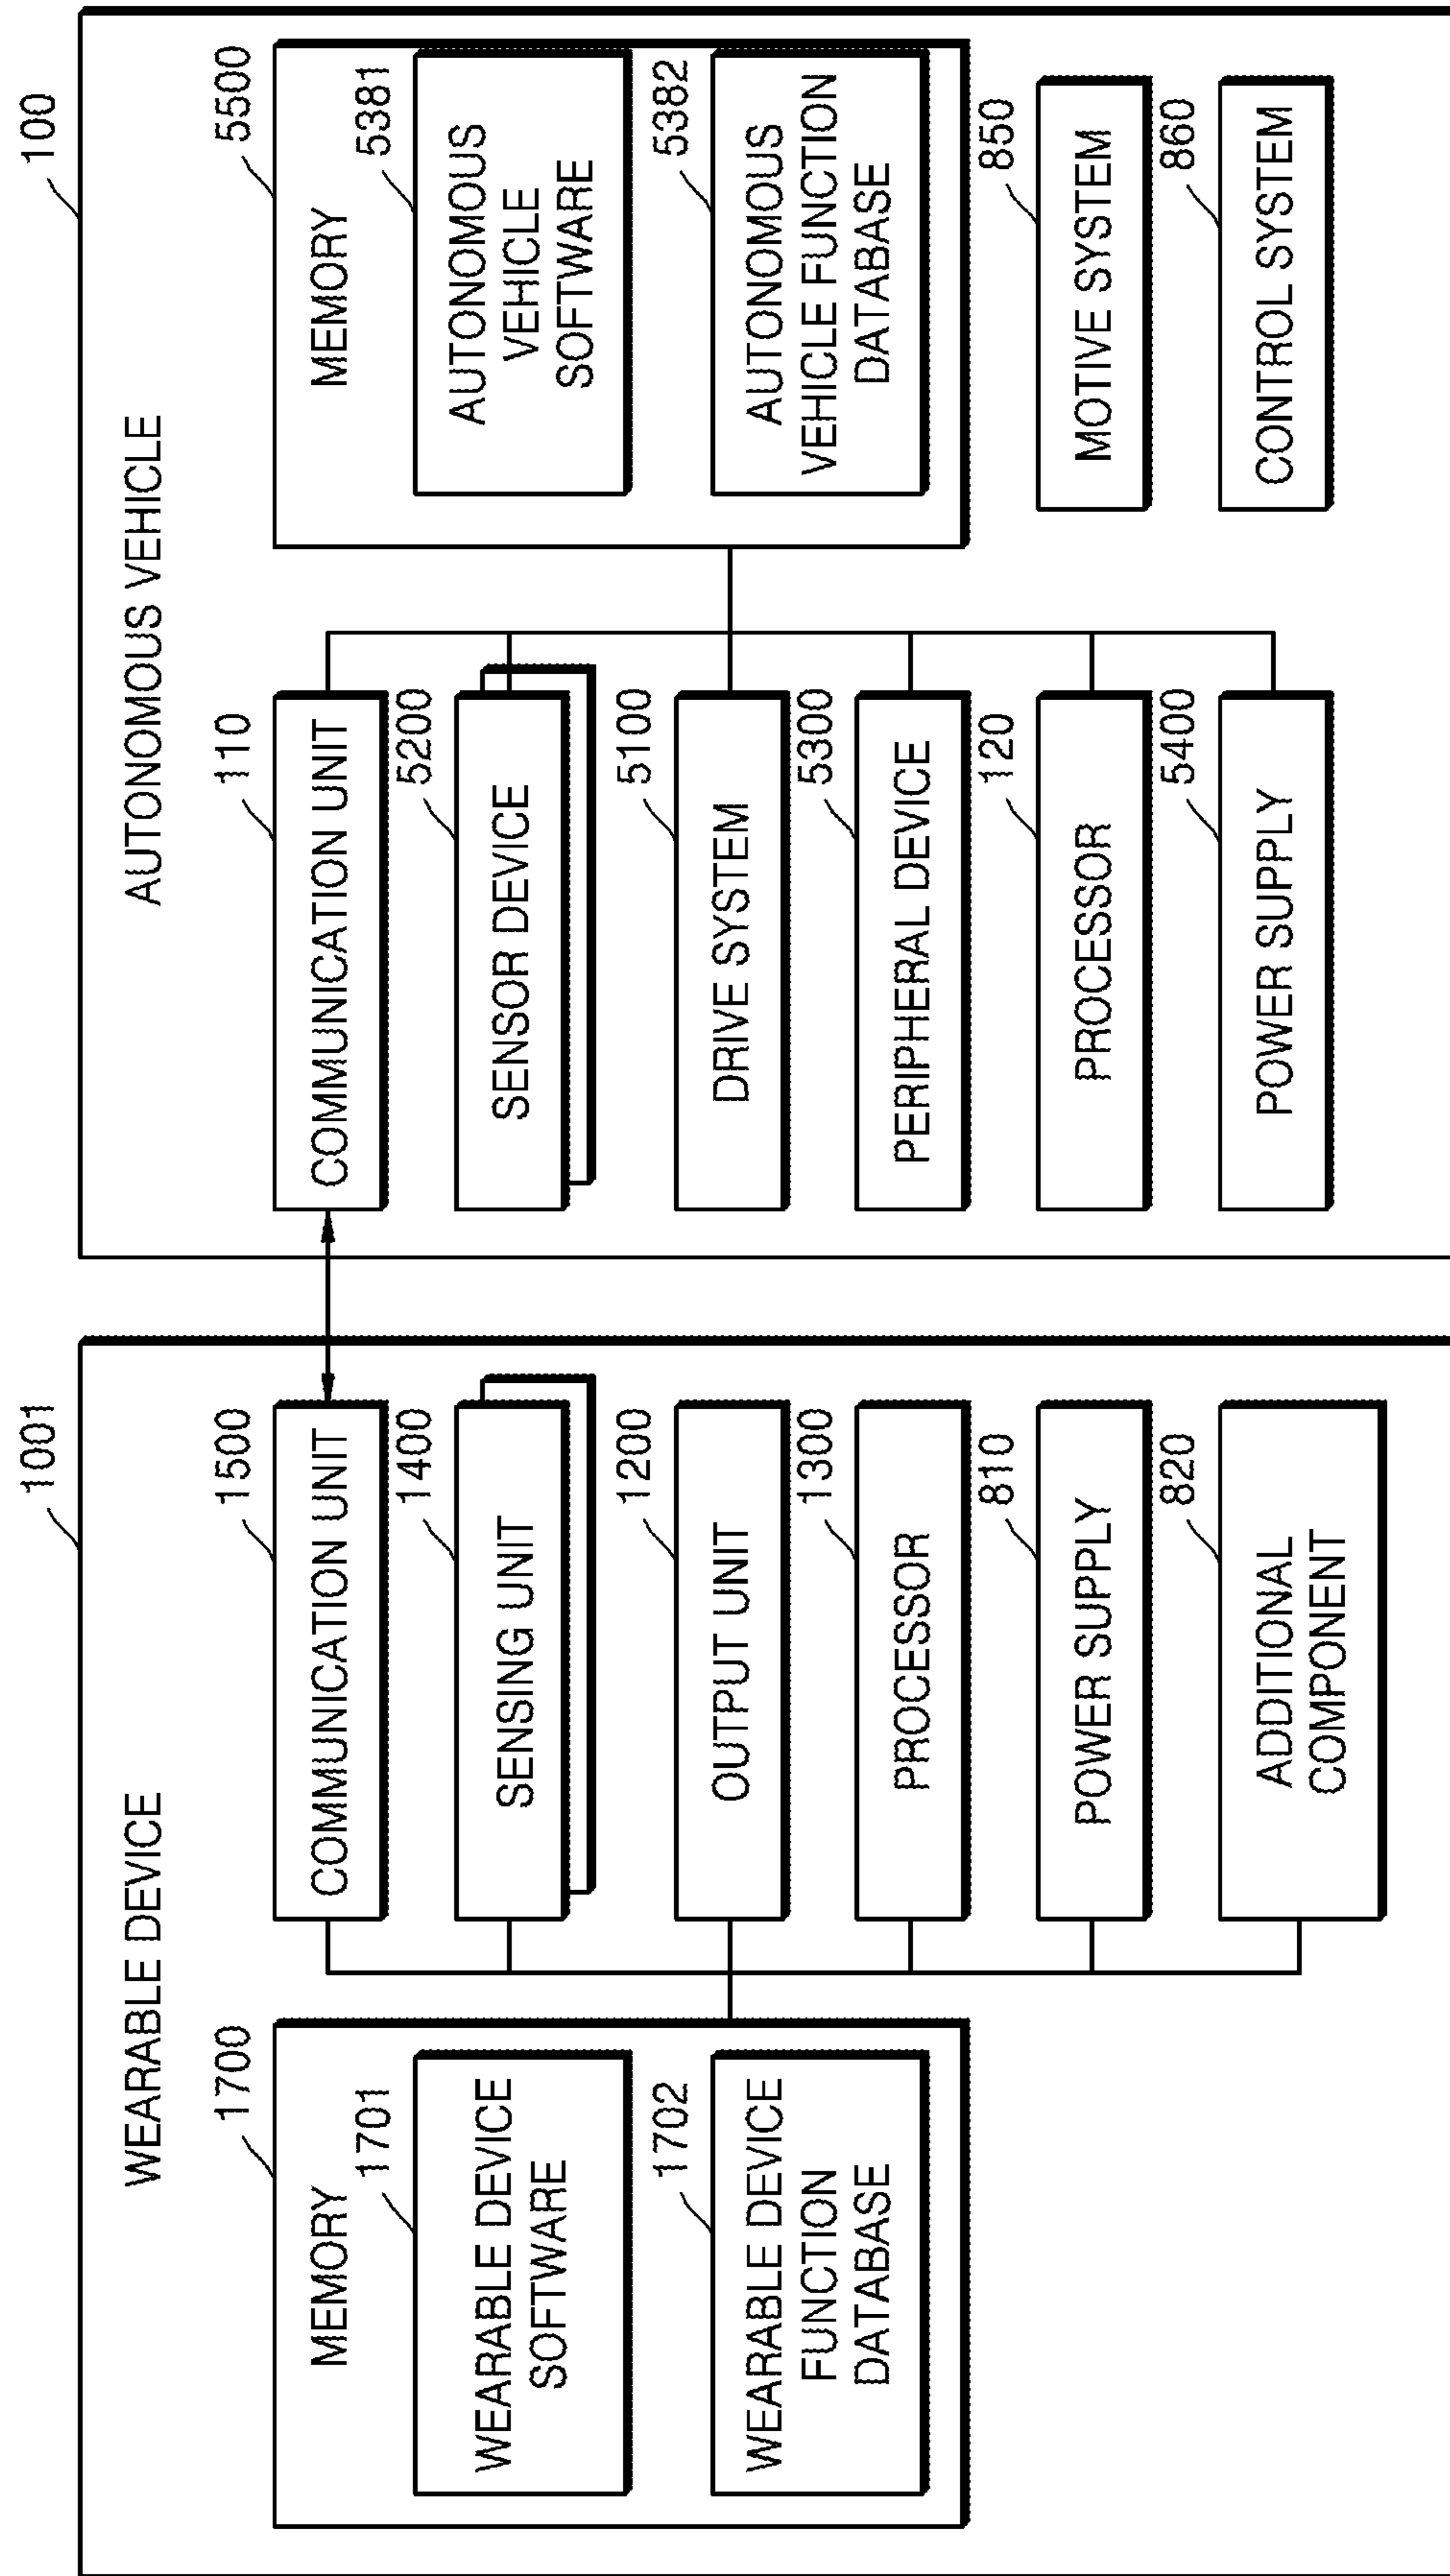 WEARABLE DEVICE
1001
MEMORY
1700
WEARABLE DEVICE
SOFTWARE
1701
WEARABLE DEVICE
FUNCTION
DATABASE
1702
COMMUNICATION UNIT
1500
SENSING UNIT
1400
OUTPUT UNIT
1200
PROCESSOR
1300
POWER SUPPLY
810
ADDITIONAL
COMPONENT
820
AUTONOMOUS VEHICLE
100
COMMUNICATION UNIT
110
SENSOR DEVICE
5200
DRIVE SYSTEM
5100
PERIPHERAL DEVICE
5300
PROCESSOR
120
POWER SUPPLY
5400
MEMORY
5500
AUTONOMOUS
VEHICLE
SOFTWARE
5381
AUTONOMOUS
VEHICLE FUNCTION
DATABASE
5382
MOTIVE SYSTEM
850
CONTROL SYSTEM
860